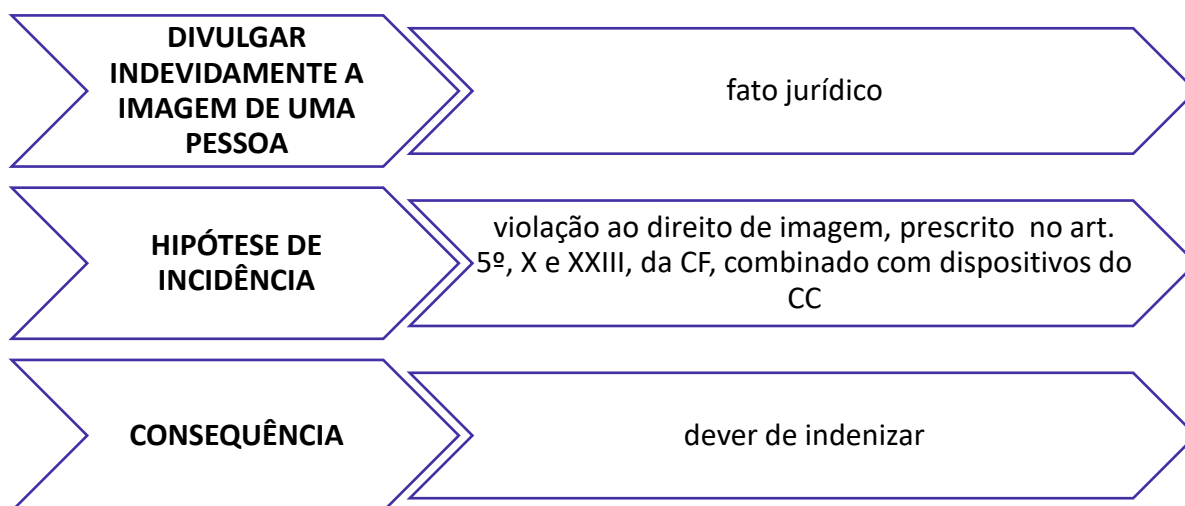 DIVULGAR
INDEVIDAMENTE A
IMAGEM DE UMA
PESSOA
fato jurídico
HIPÓTESE DE
INCIDÊNCIA
violação ao direito de imagem, prescrito no art.
5º, X e XXIII, da CF, combinado com dispositivos do
CC
CONSEQUÊNCIA
dever de indenizar